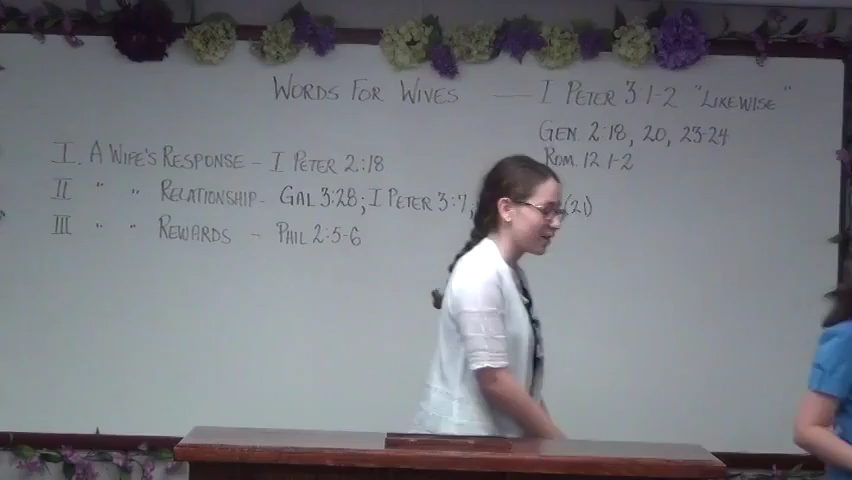 WORDS FOR WIVES — I PETER 3:1-2 "LIKEWISE"
GEN. 2:18, 20, 23-24
ROM. 12 1-2
I. A WIFE'S RESPONSE - I PETER 2:18
II " " RELATIONSHIP - GAL 3:28; I PETER 3:7, (21)
III " " REWARDS - PHIL 2:5-6